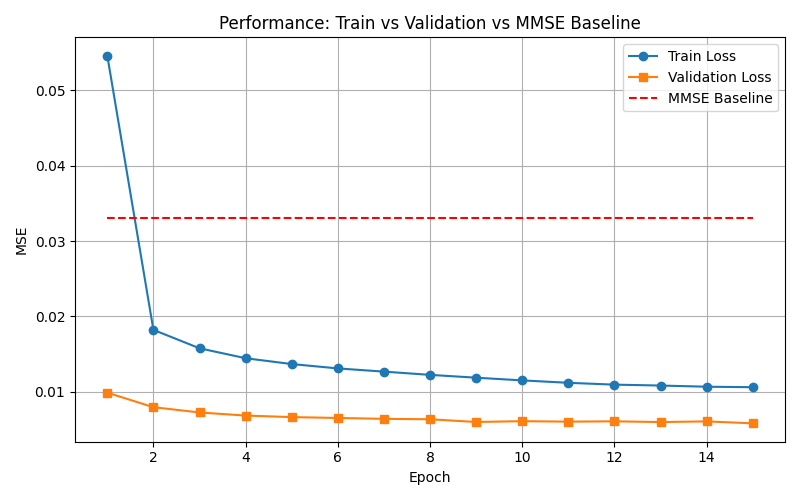 Performance: Train vs Validation vs MMSE Baseline
Train Loss
Validation Loss
MMSE Baseline
0.05
0.04
0.03
0.02
0.01
MSE
2
4
6
8
10
12
14
Epoch